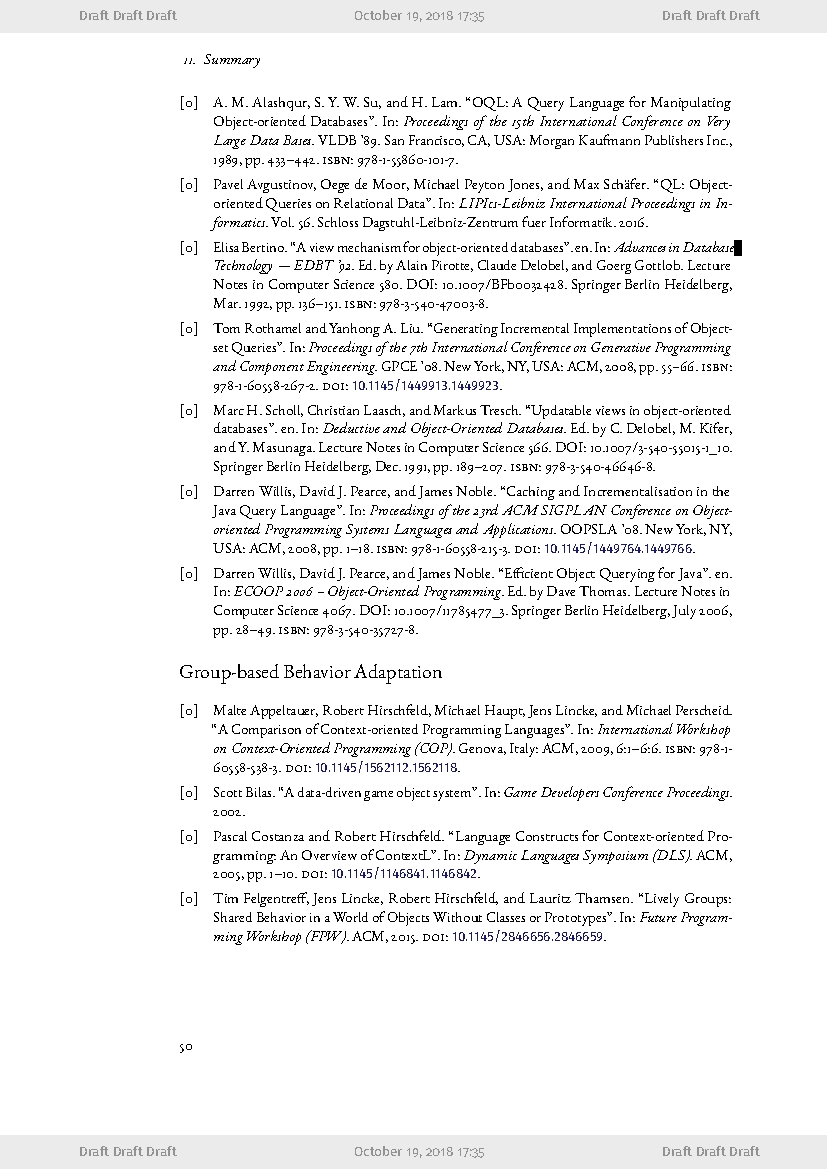 Draft Draft Draft October 19, 2018 17:35 Draft Draft Draft
11. Summary
[0] A. M. Alashqur, S. Y. W. Su, and H. Lam. “OQL: A Query Language for Manipulating
Object-oriented Databases”. In: Proceedings of the 15th International Conference on Very
Large Data Bases. VLDB ’89. San Francisco, CA, USA: Morgan Kaufmann Publishers Inc.,
1989, pp. 433–442. ISBN: 978-1-55860-101-7.
[0] Pavel Avgustinov, Oege de Moor, Michael Peyton Jones, and Max Schäfer. “QL: Object-
oriented Queries on Relational Data”. In: LIPIcs-Leibniz International Proceedings in In-
formatics. Vol. 56. Schloss Dagstuhl-Leibniz-Zentrum fuer Informatik. 2016.
[0] Elisa Bertino. “A view mechanism for object-oriented databases”. en. In: Advances in Database
Technology — EDBT ’92. Ed. by Alain Pirotte, Claude Delobel, and Goerg Gottlob. Lecture
Notes in Computer Science 580. DOI: 10.1007/BFb0032428. Springer Berlin Heidelberg,
Mar. 1992, pp. 136–151. ISBN: 978-3-540-47003-8.
[0] Tom Rothamel and Yanhong A. Liu. “Generating Incremental Implementations of Object-
set Queries”. In: Proceedings of the 7th International Conference on Generative Programming
and Component Engineering. GPCE ’08. New York, NY, USA: ACM, 2008, pp. 55–66. ISBN:
978-1-60558-267-2. DOI: 10.1145/1449913.1449923.
[0] Marc H. Scholl, Christian Laasch, and Markus Tresch. “Updatable views in object-oriented
databases”. en. In: Deductive and Object-Oriented Databases. Ed. by C. Delobel, M. Kifer,
and Y. Masunaga. Lecture Notes in Computer Science 566. DOI: 10.1007/3-540-55015-1_10.
Springer Berlin Heidelberg, Dec. 1991, pp. 189–207. ISBN: 978-3-540-46646-8.
[0] Darren Willis, David J. Pearce, and James Noble. “Caching and Incrementalisation in the
Java Query Language”. In: Proceedings of the 23rd ACM SIGPLAN Conference on Object-
oriented Programming Systems Languages and Applications. OOPSLA ’08. New York, NY,
USA: ACM, 2008, pp. 1–18. ISBN: 978-1-60558-215-3. DOI: 10.1145/1449764.1449766.
[0] Darren Willis, David J. Pearce, and James Noble. “Efficient Object Querying for Java”. en.
In: ECOOP 2006 – Object-Oriented Programming. Ed. by Dave Thomas. Lecture Notes in
Computer Science 4067. DOI: 10.1007/11785477_3. Springer Berlin Heidelberg, July 2006,
pp. 28–49. ISBN: 978-3-540-35727-8.
Group-based Behavior Adaptation
[0] Malte Appeltauer, Robert Hirschfeld, Michael Haupt, Jens Lincke, and Michael Perscheid.
“A Comparison of Context-oriented Programming Languages”. In: International Workshop
on Context-Oriented Programming (COP). Genova, Italy: ACM, 2009, 6:1–6:6. ISBN: 978-1-
60558-538-3. DOI: 10.1145/1562112.1562118.
[0] Scott Bilas. “A data-driven game object system”. In: Game Developers Conference Proceedings.
2002.
[0] Pascal Costanza and Robert Hirschfeld. “Language Constructs for Context-oriented Pro-
gramming: An Overview of ContextL”. In: Dynamic Languages Symposium (DLS). ACM,
2005, pp. 1–10. DOI: 10.1145/1146841.1146842.
[0] Tim Felgentreff, Jens Lincke, Robert Hirschfeld, and Lauritz Thamsen. “Lively Groups:
Shared Behavior in a World of Objects Without Classes or Prototypes”. In: Future Program-
ming Workshop (FPW). ACM, 2015. DOI: 10.1145/2846656.2846659.
50
Draft Draft Draft October 19, 2018 17:35 Draft Draft Draft